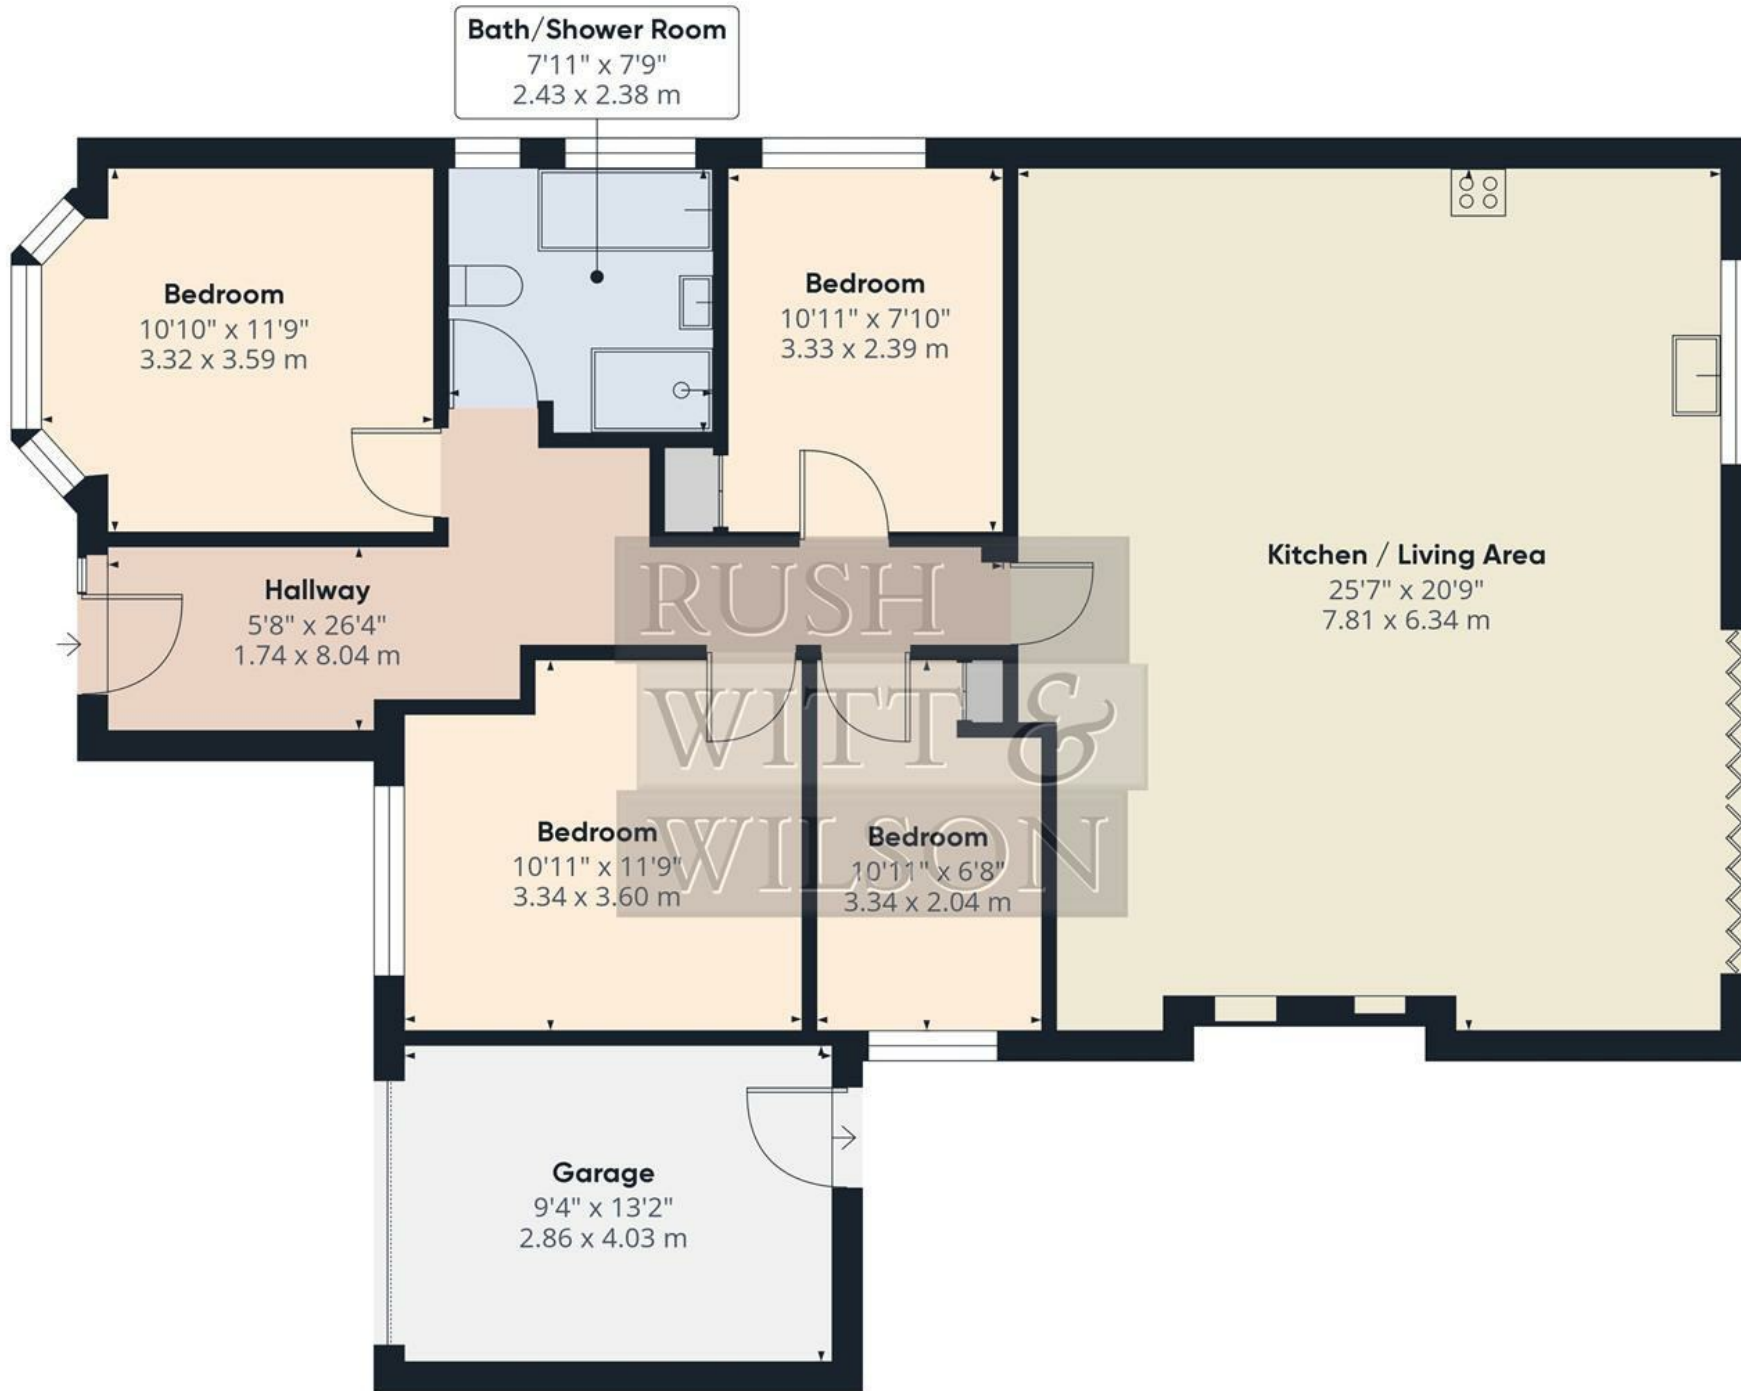 Bath/Shower Room
7'11" x 7'9"
2.43 x 2.38 m
Bedroom
10'10" x 11'9"
3.32 x 3.59 m
Bedroom
10'11" x 7'10"
3.33 x 2.39 m
Kitchen / Living Area
25'7" x 20'9"
7.81 x 6.34 m
Hallway
5'8" x 26'4"
1.74 x 8.04 m
RUSH
WITT &
WILSON
Bedroom
10'11" x 11'9"
3.34 x 3.60 m
Bedroom
10'11" x 6'8"
3.34 x 2.04 m
Garage
9'4" x 13'2"
2.86 x 4.03 m